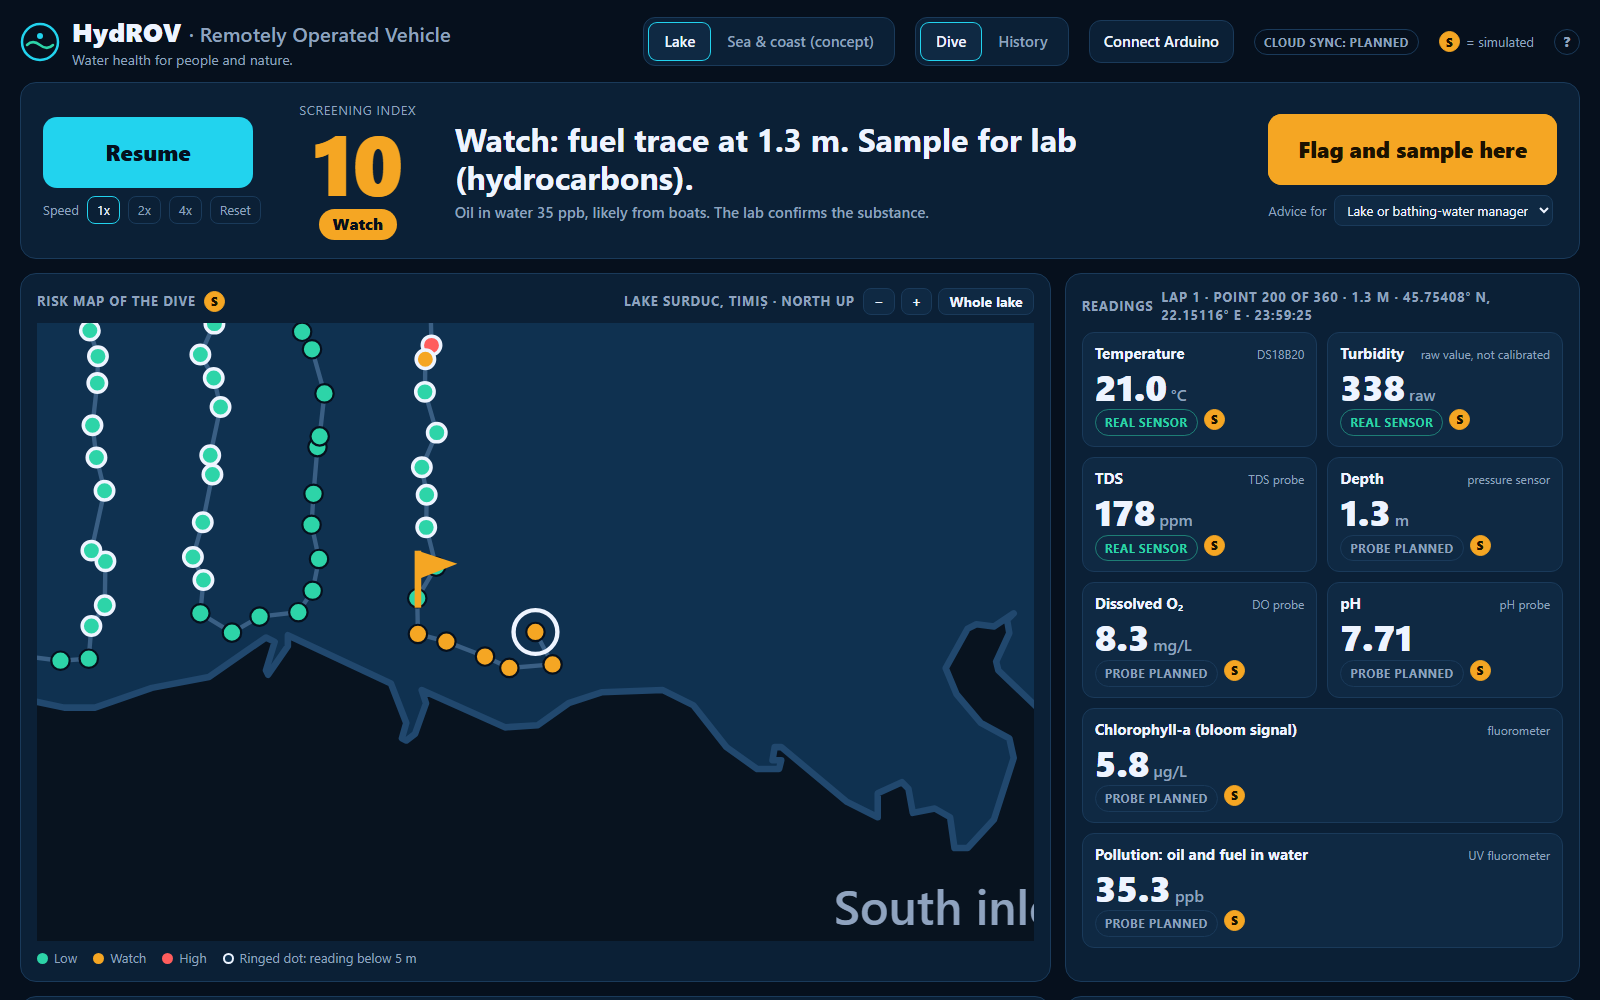 HydROV · Remotely Operated Vehicle
Water health for people and nature.
Lake
Sea & coast (concept)
Dive
History
Connect Arduino
CLOUD SYNC: PLANNED
S = simulated
?
Resume
Speed 1x 2x 4x Reset
SCREENING INDEX
10
Watch
Watch: fuel trace at 1.3 m. Sample for lab
(hydrocarbons).
Oil in water 35 ppb, likely from boats. The lab confirms the substance.
Flag and sample here
Advice for Lake or bathing-water manager
RISK MAP OF THE DIVE S
LAKE SURDUC, TIMIȘ · NORTH UP − + Whole lake
South inl
Low Watch High Ringed dot: reading below 5 m
READINGS
LAP 1 · POINT 200 OF 360 · 1.3 M · 45.75408° N,
22.15116° E · 23:59:25
Temperature DS18B20
21.0 °C
REAL SENSOR S
Turbidity raw value, not calibrated
338 raw
REAL SENSOR S
TDS TDS probe
178 ppm
REAL SENSOR S
Depth pressure sensor
1.3 m
PROBE PLANNED S
Dissolved O₂ DO probe
8.3 mg/L
PROBE PLANNED S
pH pH probe
7.71
PROBE PLANNED S
Chlorophyll-a (bloom signal) fluorometer
5.8 µg/L
PROBE PLANNED S
Pollution: oil and fuel in water UV fluorometer
35.3 ppb
PROBE PLANNED S